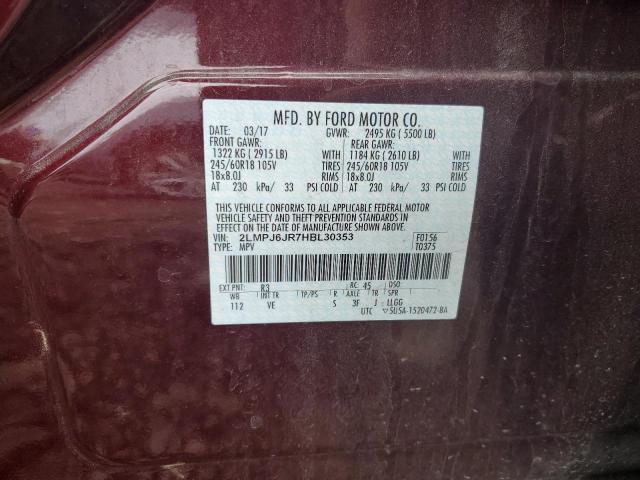 MFD. BY FORD MOTOR CO.
DATE: 03/17 GVWR: 2495 KG ( 5500 LB)
FRONT GAWR: REAR GAWR:
1322 KG ( 2915 LB) 1184 KG ( 2610 LB)
245/60R18 105V TIRES 245/60R18 105V TIRES
18x8.0J RIMS 18x8.0J RIMS
AT 230 kPa/ 33 PSI COLD AT 230 kPa/ 33 PSI COLD
THIS VEHICLE CONFORMS TO ALL APPLICABLE FEDERAL MOTOR
VEHICLE SAFETY AND THEFT PREVENTION STANDARDS IN
EFFECT ON THE DATE OF MANUFACTURE SHOWN ABOVE.
VIN: 2LMPJ6JR7HBL30353 F0156
TYPE: MPV T0375
EXT PNT: R3 RC: 45 DSO:
WB INT TR TP/PS R AXLE TR SPR
112 VE S 3F J LLGG
UTC ▽5U5A-1520472-BA